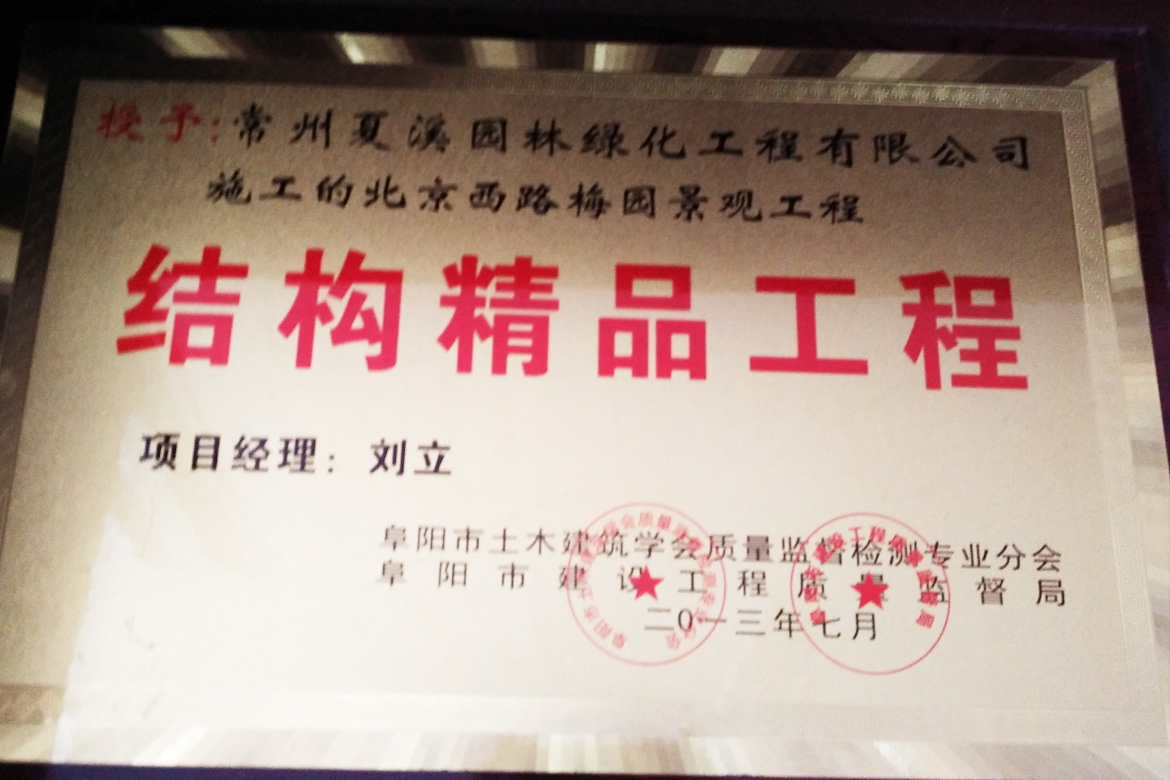 授予:常州夏溪园林绿化工程有限公司
施工的北京西路梅园景观工程
结构精品工程
项目经理：刘立
阜阳市土木建筑学会质量监督检测专业分会
阜阳市建设工程质量监督局
二0一三年七月